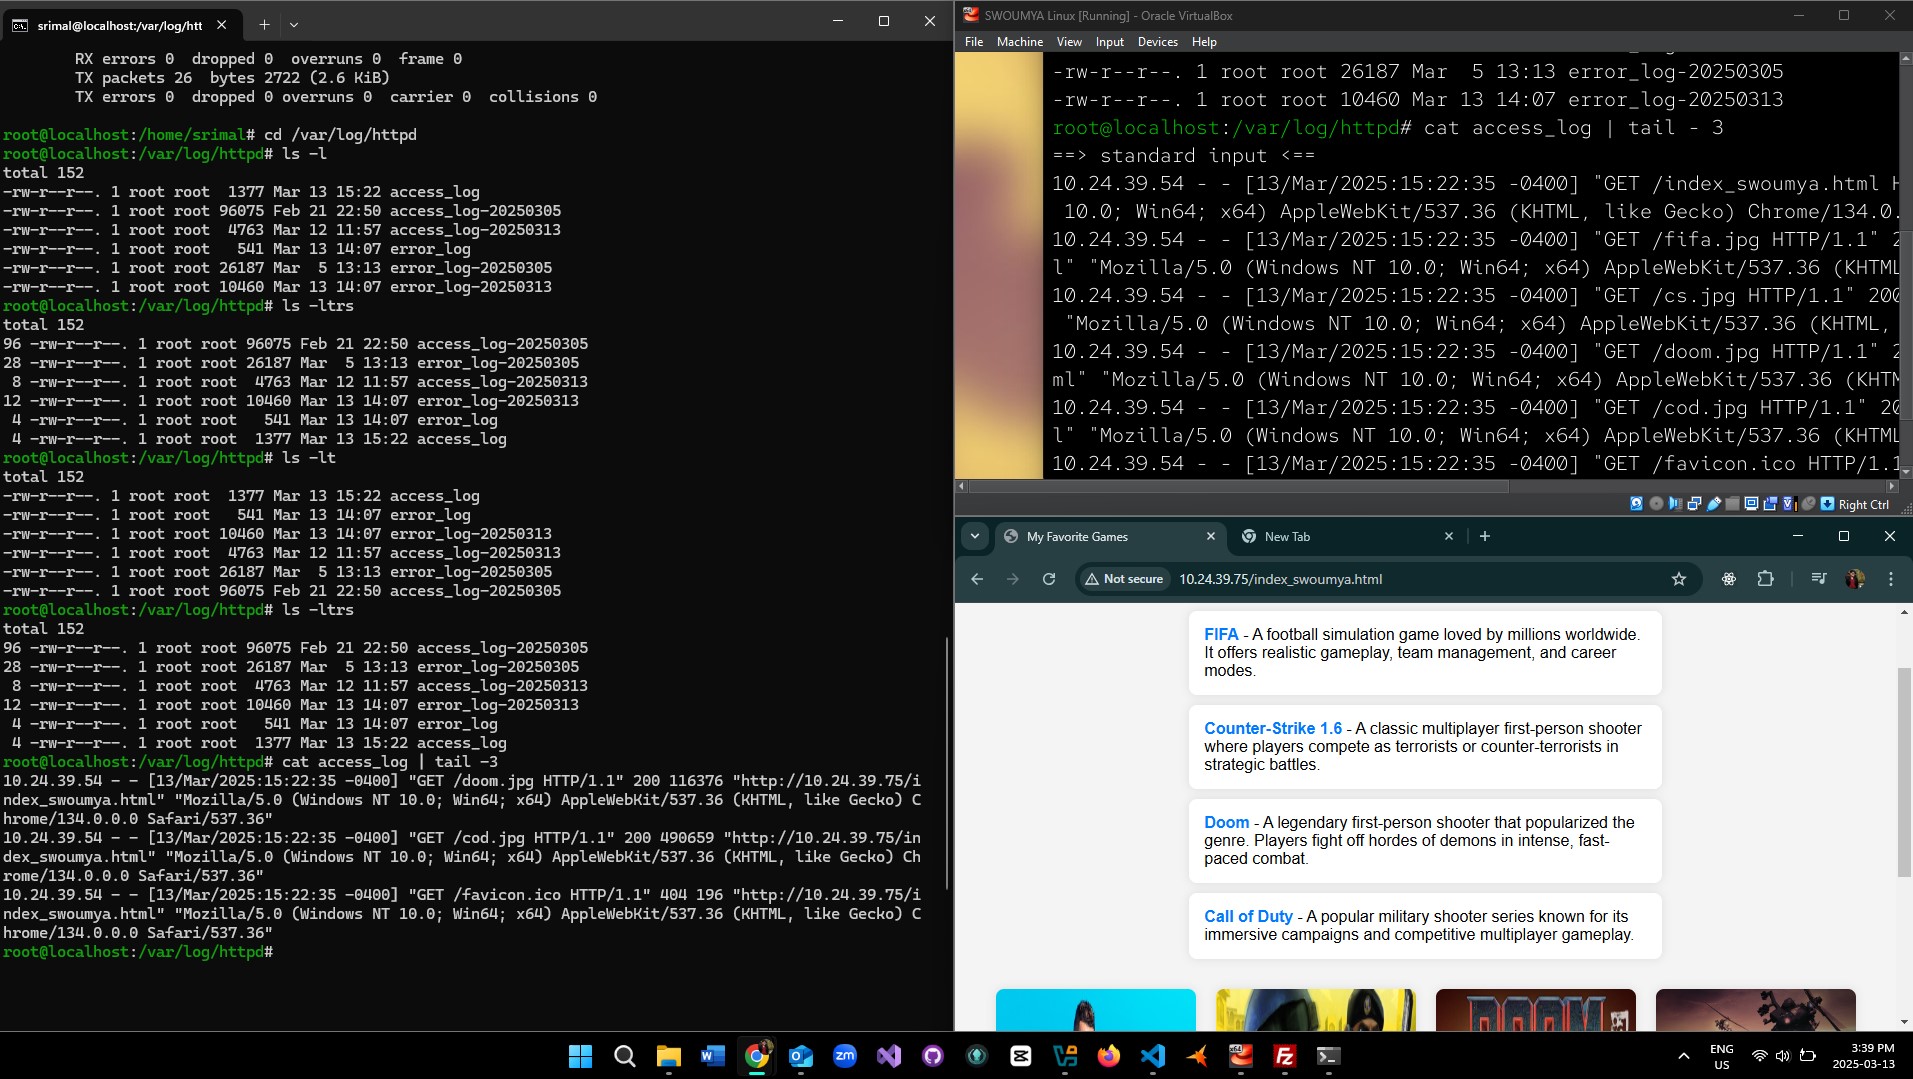 srimal@localhost:/var/log/htt
RX errors 0  dropped 0  overruns 0  frame 0
TX packets 26  bytes 2722 (2.6 KiB)
TX errors 0  dropped 0 overruns 0  carrier 0  collisions 0
root@localhost:/home/srimal# cd /var/log/httpd
root@localhost:/var/log/httpd# ls -l
total 152
-rw-r--r--. 1 root root  1377 Mar 13 15:22 access_log
-rw-r--r--. 1 root root 96075 Feb 21 22:50 access_log-20250305
-rw-r--r--. 1 root root  4763 Mar 12 11:57 access_log-20250313
-rw-r--r--. 1 root root   541 Mar 13 14:07 error_log
-rw-r--r--. 1 root root 26187 Mar  5 13:13 error_log-20250305
-rw-r--r--. 1 root root 10460 Mar 13 14:07 error_log-20250313
root@localhost:/var/log/httpd# ls -ltrs
total 152
96 -rw-r--r--. 1 root root 96075 Feb 21 22:50 access_log-20250305
28 -rw-r--r--. 1 root root 26187 Mar  5 13:13 error_log-20250305
8 -rw-r--r--. 1 root root  4763 Mar 12 11:57 access_log-20250313
12 -rw-r--r--. 1 root root 10460 Mar 13 14:07 error_log-20250313
4 -rw-r--r--. 1 root root   541 Mar 13 14:07 error_log
4 -rw-r--r--. 1 root root  1377 Mar 13 15:22 access_log
root@localhost:/var/log/httpd# ls -lt
total 152
-rw-r--r--. 1 root root  1377 Mar 13 15:22 access_log
-rw-r--r--. 1 root root   541 Mar 13 14:07 error_log
-rw-r--r--. 1 root root 10460 Mar 13 14:07 error_log-20250313
-rw-r--r--. 1 root root  4763 Mar 12 11:57 access_log-20250313
-rw-r--r--. 1 root root 26187 Mar  5 13:13 error_log-20250305
-rw-r--r--. 1 root root 96075 Feb 21 22:50 access_log-20250305
root@localhost:/var/log/httpd# ls -ltrs
total 152
96 -rw-r--r--. 1 root root 96075 Feb 21 22:50 access_log-20250305
28 -rw-r--r--. 1 root root 26187 Mar  5 13:13 error_log-20250305
8 -rw-r--r--. 1 root root  4763 Mar 12 11:57 access_log-20250313
12 -rw-r--r--. 1 root root 10460 Mar 13 14:07 error_log-20250313
4 -rw-r--r--. 1 root root   541 Mar 13 14:07 error_log
4 -rw-r--r--. 1 root root  1377 Mar 13 15:22 access_log
root@localhost:/var/log/httpd# cat access_log | tail -3
10.24.39.54 - - [13/Mar/2025:15:22:35 -0400] "GET /doom.jpg HTTP/1.1" 200 116376 "http://10.24.39.75/i
ndex_swoumya.html" "Mozilla/5.0 (Windows NT 10.0; Win64; x64) AppleWebKit/537.36 (KHTML, like Gecko) C
hrome/134.0.0.0 Safari/537.36"
10.24.39.54 - - [13/Mar/2025:15:22:35 -0400] "GET /cod.jpg HTTP/1.1" 200 490659 "http://10.24.39.75/in
dex_swoumya.html" "Mozilla/5.0 (Windows NT 10.0; Win64; x64) AppleWebKit/537.36 (KHTML, like Gecko) Ch
rome/134.0.0.0 Safari/537.36"
10.24.39.54 - - [13/Mar/2025:15:22:35 -0400] "GET /favicon.ico HTTP/1.1" 404 196 "http://10.24.39.75/i
ndex_swoumya.html" "Mozilla/5.0 (Windows NT 10.0; Win64; x64) AppleWebKit/537.36 (KHTML, like Gecko) C
hrome/134.0.0.0 Safari/537.36"
root@localhost:/var/log/httpd#
SWOUMYA Linux [Running] - Oracle VirtualBox
File Machine View Input Devices Help
-rw-r--r--. 1 root root 26187 Mar  5 13:13 error_log-20250305
-rw-r--r--. 1 root root 10460 Mar 13 14:07 error_log-20250313
root@localhost:/var/log/httpd# cat access_log | tail - 3
==> standard input <==
10.24.39.54 - - [13/Mar/2025:15:22:35 -0400] "GET /index_swoumya.html H
10.0; Win64; x64) AppleWebKit/537.36 (KHTML, like Gecko) Chrome/134.0.
10.24.39.54 - - [13/Mar/2025:15:22:35 -0400] "GET /fifa.jpg HTTP/1.1" 2
l" "Mozilla/5.0 (Windows NT 10.0; Win64; x64) AppleWebKit/537.36 (KHTML
10.24.39.54 - - [13/Mar/2025:15:22:35 -0400] "GET /cs.jpg HTTP/1.1" 200
"Mozilla/5.0 (Windows NT 10.0; Win64; x64) AppleWebKit/537.36 (KHTML,
10.24.39.54 - - [13/Mar/2025:15:22:35 -0400] "GET /doom.jpg HTTP/1.1" 2
ml" "Mozilla/5.0 (Windows NT 10.0; Win64; x64) AppleWebKit/537.36 (KHTM
10.24.39.54 - - [13/Mar/2025:15:22:35 -0400] "GET /cod.jpg HTTP/1.1" 20
l" "Mozilla/5.0 (Windows NT 10.0; Win64; x64) AppleWebKit/537.36 (KHTML
10.24.39.54 - - [13/Mar/2025:15:22:35 -0400] "GET /favicon.ico HTTP/1.1
Right Ctrl
My Favorite Games
New Tab
Not secure 10.24.39.75/index_swoumya.html
FIFA - A football simulation game loved by millions worldwide.
It offers realistic gameplay, team management, and career
modes.
Counter-Strike 1.6 - A classic multiplayer first-person shooter
where players compete as terrorists or counter-terrorists in
strategic battles.
Doom - A legendary first-person shooter that popularized the
genre. Players fight off hordes of demons in intense, fast-
paced combat.
Call of Duty - A popular military shooter series known for its
immersive campaigns and competitive multiplayer gameplay.
DOOM
zm
ENG
US
3:39 PM
2025-03-13